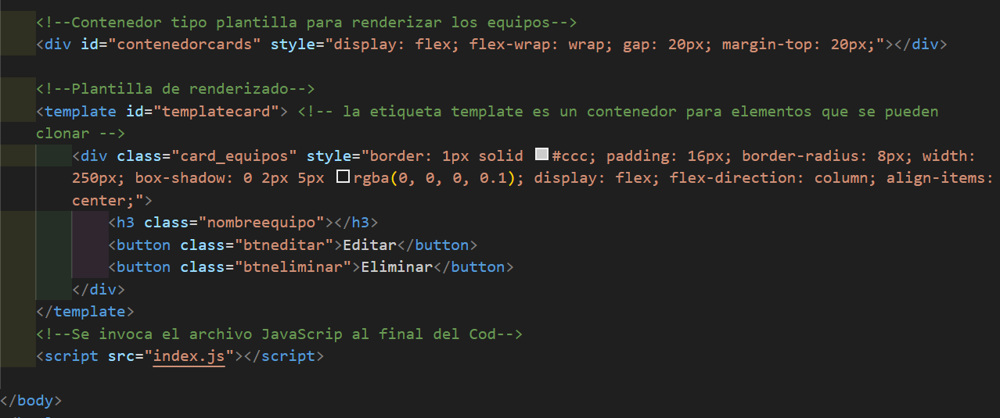 <!--Contenedor tipo plantilla para renderizar los equipos-->
<div id="contenedorcards" style="display: flex; flex-wrap: wrap; gap: 20px; margin-top: 20px;"></div>
<!--Plantilla de renderizado-->
<template id="templatecard"> <!-- la etiqueta template es un contenedor para elementos que se pueden
clonar -->
<div class="card_equipos" style="border: 1px solid #ccc; padding: 16px; border-radius: 8px; width:
250px; box-shadow: 0 2px 5px rgba(0, 0, 0, 0.1); display: flex; flex-direction: column; align-items:
center;">
<h3 class="nombreequipo"></h3>
<button class="btneditar">Editar</button>
<button class="btneliminar">Eliminar</button>
</div>
</template>
<!--Se invoca el archivo JavaScrip al final del Cod-->
<script src="index.js"></script>
</body>